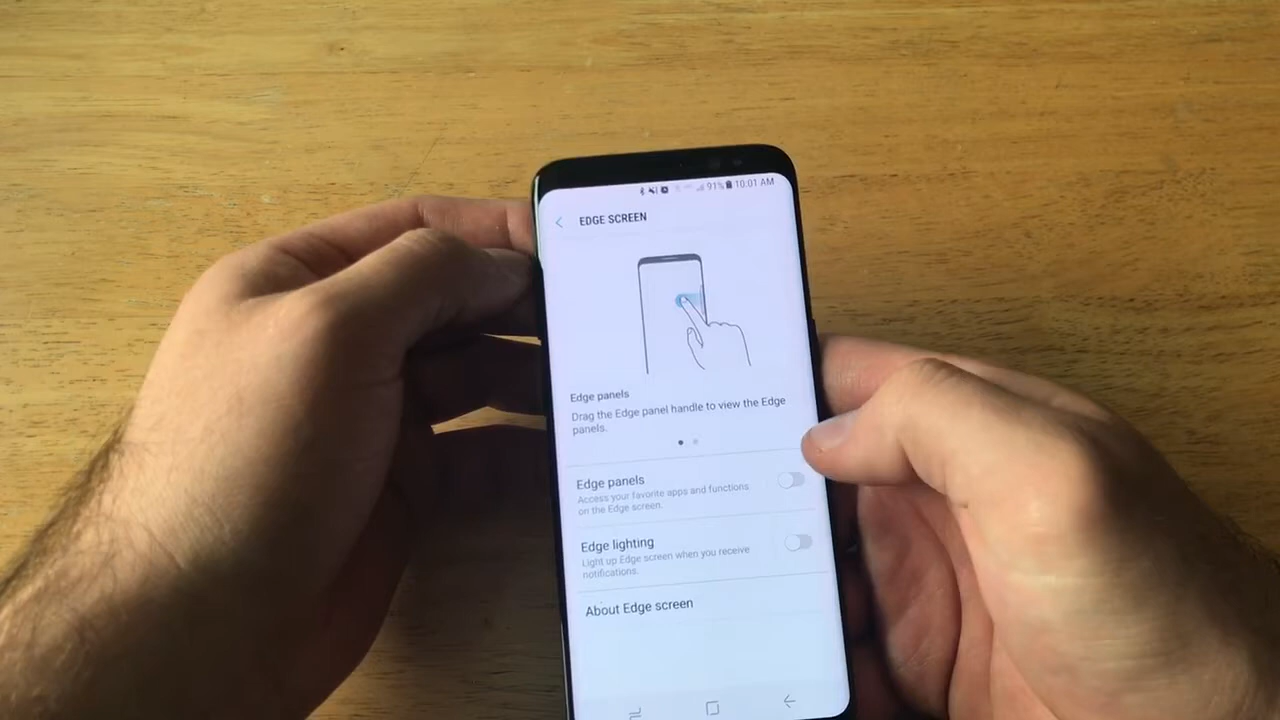 91% 10:01 AM
EDGE SCREEN
Edge panels
Drag the Edge panel handle to view the Edge
panels.
Edge panels
Access your favorite apps and functions
on the Edge screen.
Edge lighting
Light up Edge screen when you receive
notifications.
About Edge screen